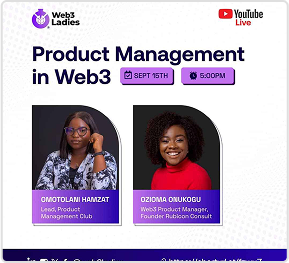 Web3
Ladies
YouTube
Live
Product Management
in Web3
SEPT 15TH
5:00PM
OMOTOLANI HAMZAT
Lead, Product
Management Club
OZIOMA ONUKOGU
Web3 Product Manager,
Founder Rubicon Consult